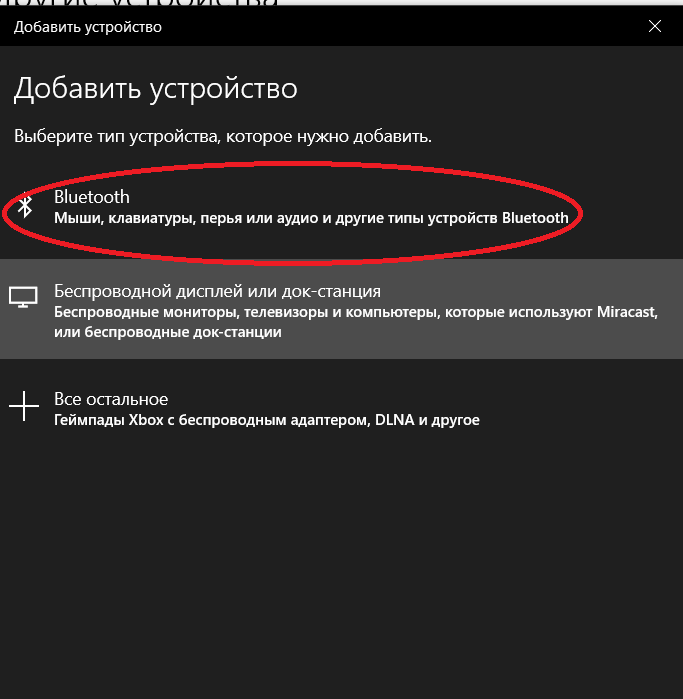 Другие устройства
Добавить устройство
Добавить устройство
Выберите тип устройства, которое нужно добавить.
Bluetooth
Мыши, клавиатуры, перья или аудио и другие типы устройств Bluetooth
Беспроводной дисплей или док-станция
Беспроводные мониторы, телевизоры и компьютеры, которые используют Miracast,
или беспроводные док-станции
Все остальное
Геймпады Xbox с беспроводным адаптером, DLNA и другое